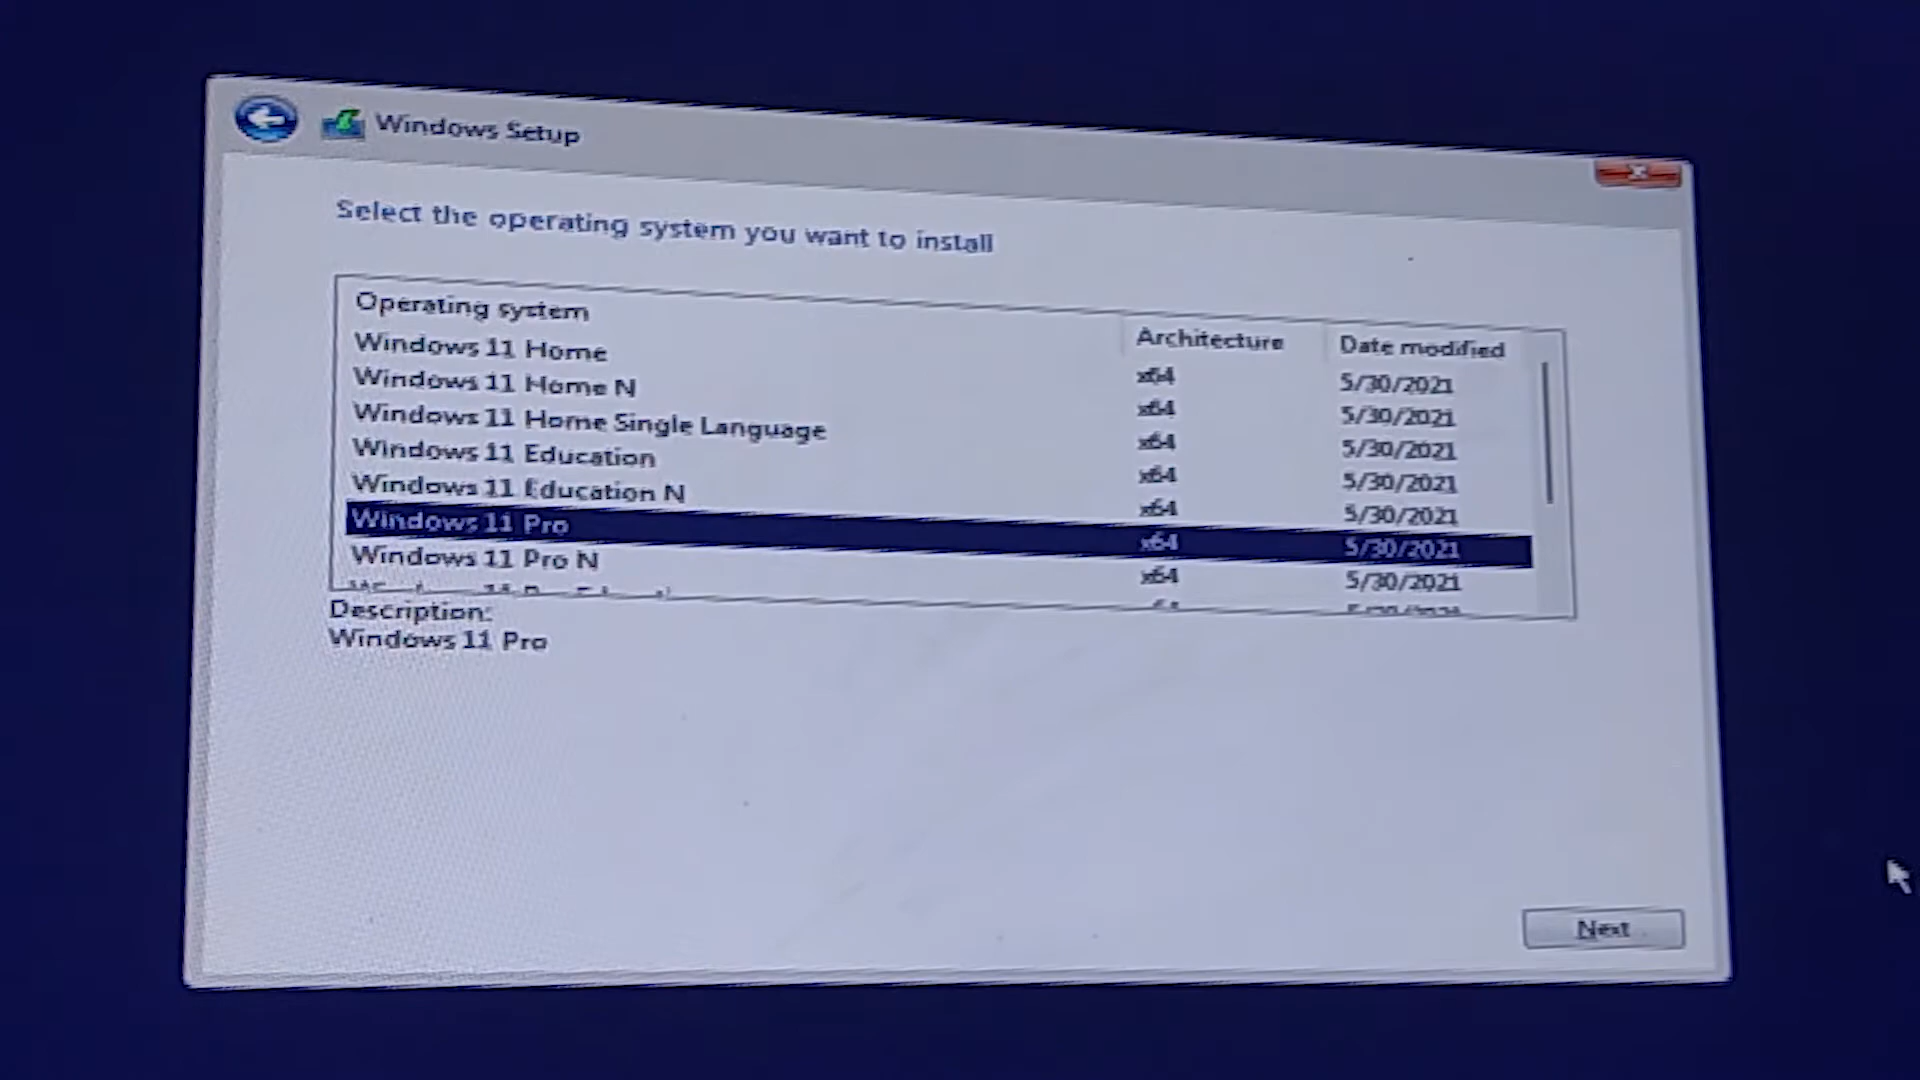 Windows Setup
Select the operating system you want to install
Operating system Architecture Date modified
Windows 11 Home x64 5/30/2021
Windows 11 Home N x64 5/30/2021
Windows 11 Home Single Language x64 5/30/2021
Windows 11 Education x64 5/30/2021
Windows 11 Education N x64 5/30/2021
Windows 11 Pro x64 5/30/2021
Windows 11 Pro N x64 5/30/2021
Description:
Windows 11 Pro
Next